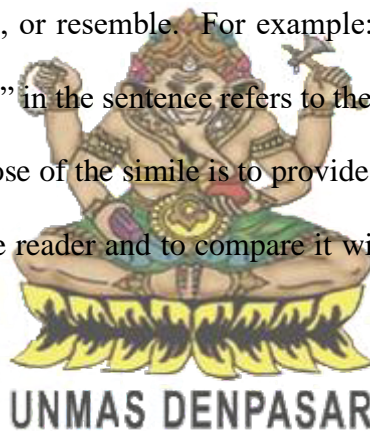 , or resemble. For example:
” in the sentence refers to the
ose of the simile is to provide
e reader and to compare it wi
UNMAS DENPASAR